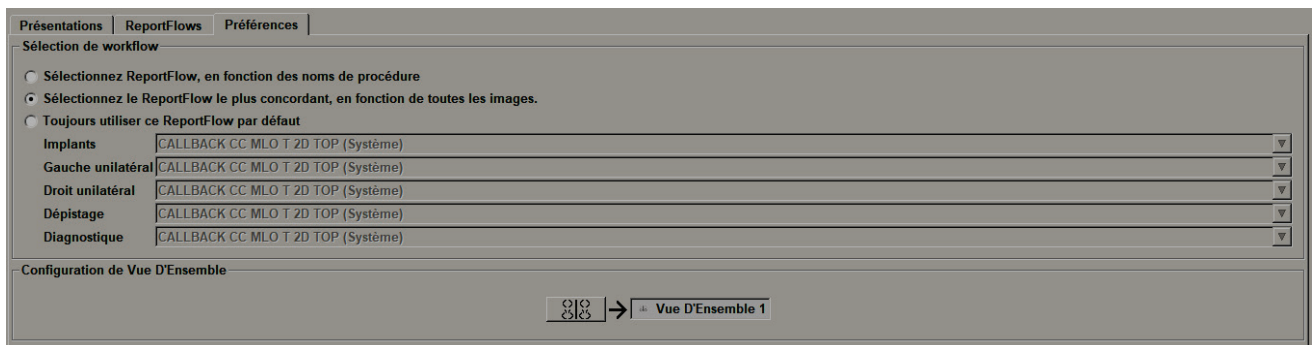 Présentations ReportFlows Préférences
Sélection de workflow
Sélectionnez ReportFlow, en fonction des noms de procédure
Sélectionnez le ReportFlow le plus concordant, en fonction de toutes les images.
Toujours utiliser ce ReportFlow par défaut
Implants CALLBACK CC MLO T 2D TOP (Système)
Gauche unilatéral CALLBACK CC MLO T 2D TOP (Système)
Droit unilatéral CALLBACK CC MLO T 2D TOP (Système)
Dépistage CALLBACK CC MLO T 2D TOP (Système)
Diagnostique CALLBACK CC MLO T 2D TOP (Système)
Configuration de Vue D'Ensemble
Vue D'Ensemble 1